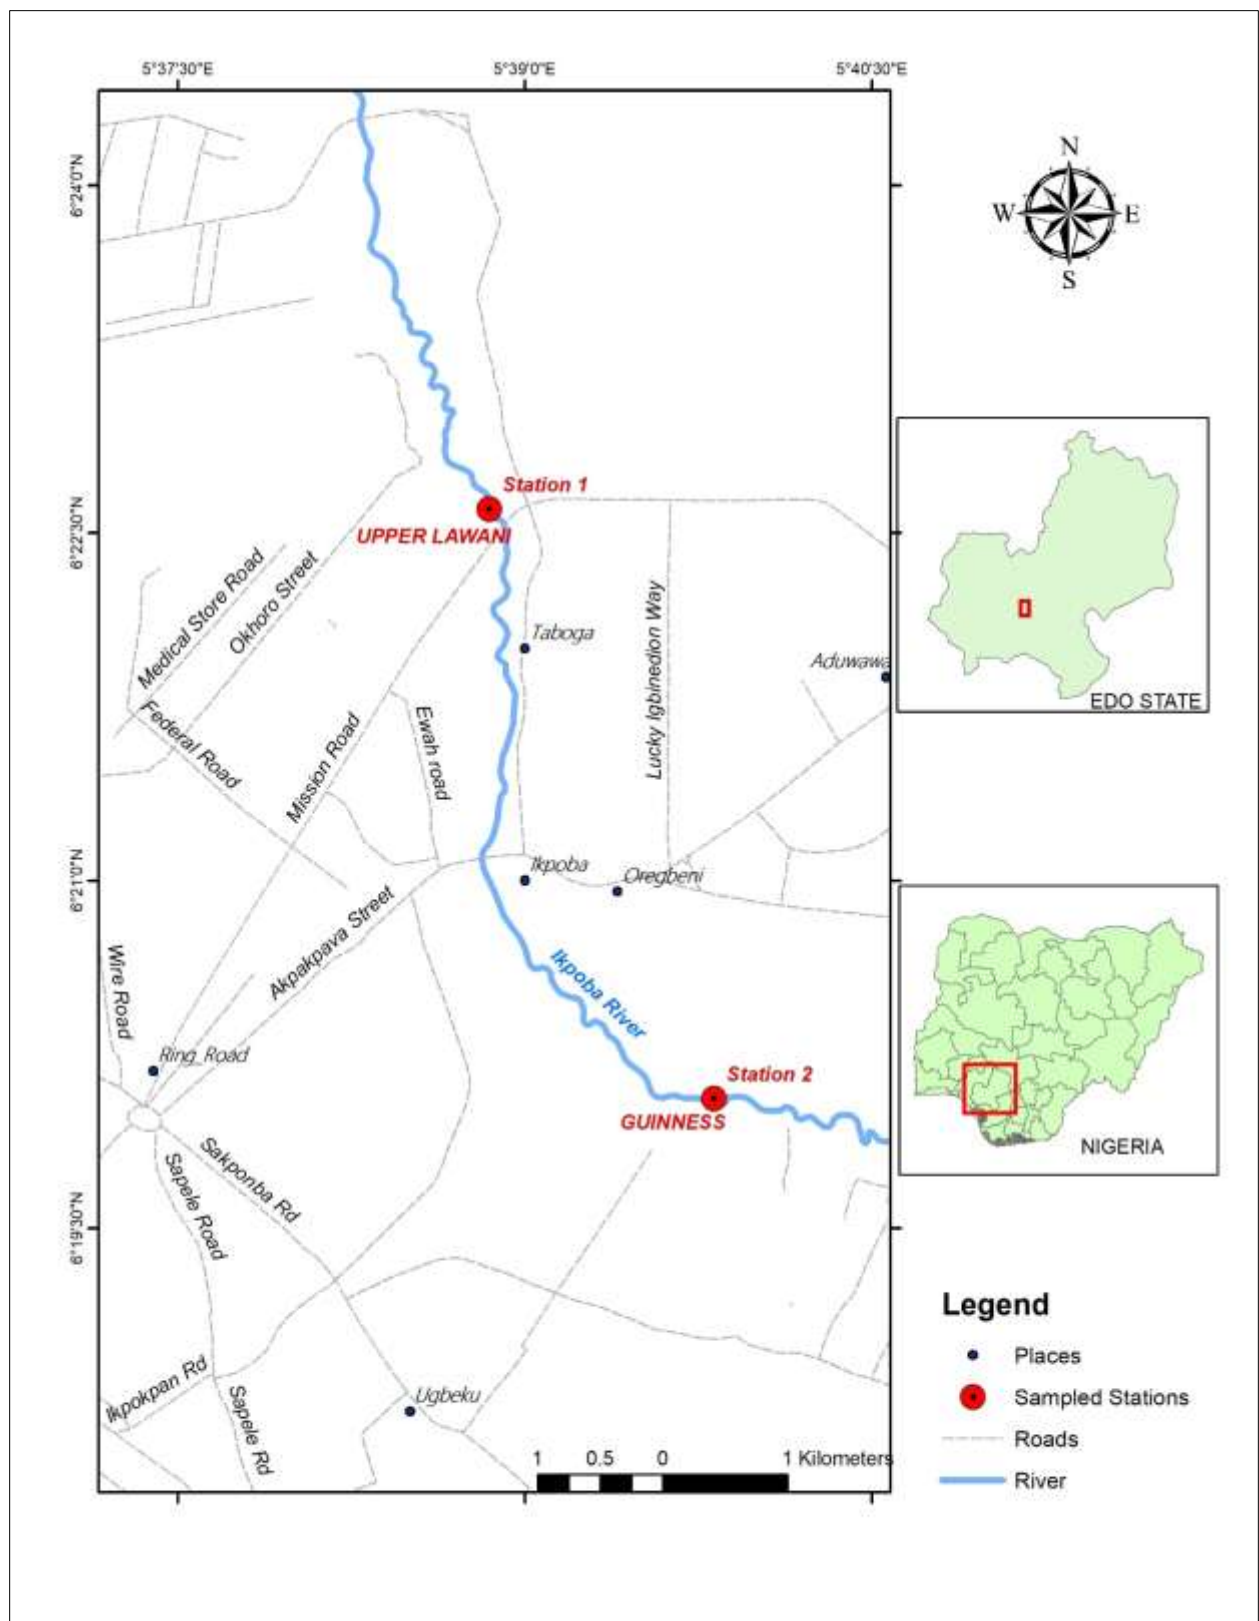 5°37'30"E
5°39'0"E
5°40'30"E
6°24'0"N
N
W
E
S
Station 1
UPPER LAWANI
6°22'30"N
Medical Store Road
Okhoro Street
Lucky Igbinedion Way
Taboga
Aduwawa
EDO STATE
Federal Road
Mission Road
Ewah road
6°21'0"N
Ikpoba
Oregbeni
Akpakpava Street
Wire Road
Ikpoba River
Ring_Road
Station 2
GUINNESS
NIGERIA
Sakponba Rd
Sapele Road
6°19'30"N
Legend
Places
Sampled Stations
Roads
River
Ikpokpan Rd
Sapele Rd
Ugbeku
1 0.5 0 1 Kilometers